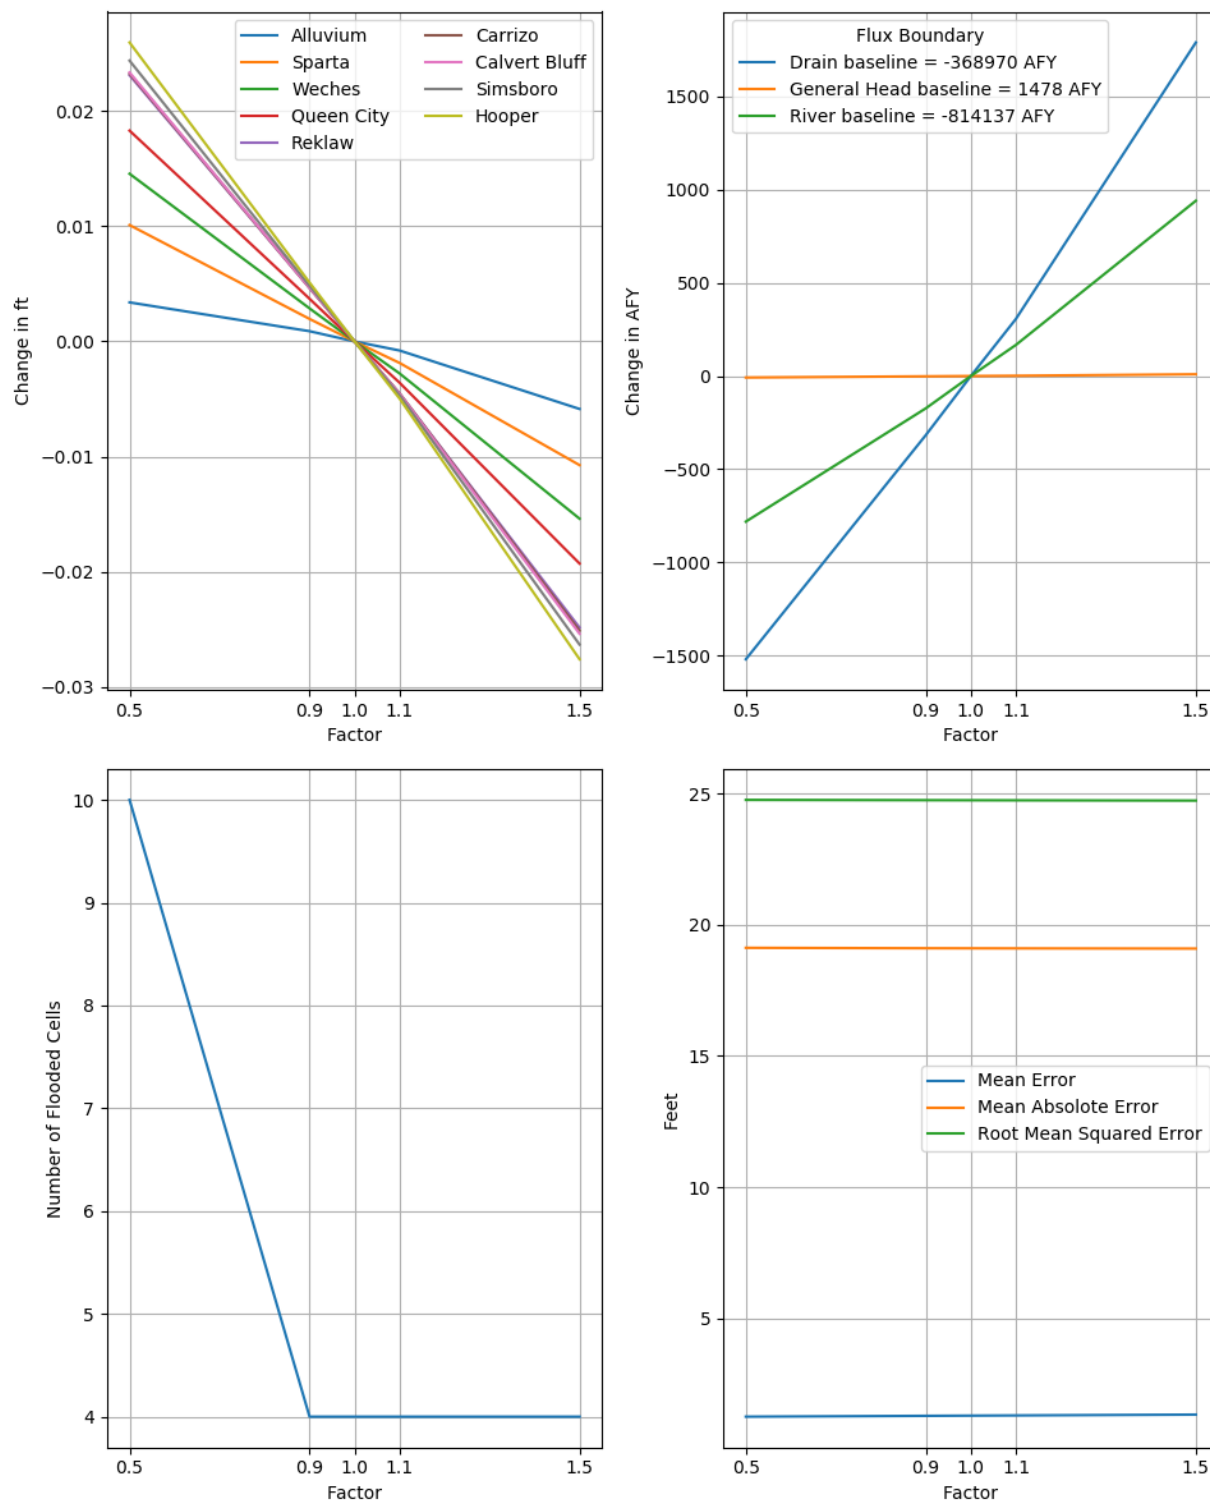 Alluvium
Sparta
Weches
Queen City
Reklaw
Carrizo
Calvert Bluff
Simsboro
Hooper
0.02
0.01
0.00
−0.01
−0.02
−0.03
Change in ft
0.5 0.9 1.0 1.1 1.5
Factor
Flux Boundary
Drain baseline = -368970 AFY
General Head baseline = 1478 AFY
River baseline = -814137 AFY
1500
1000
500
0
−500
−1000
−1500
Change in AFY
0.5 0.9 1.0 1.1 1.5
Factor
10
9
8
7
6
5
4
Number of Flooded Cells
0.5 0.9 1.0 1.1 1.5
Factor
25
20
15
10
5
Feet
Mean Error
Mean Absolote Error
Root Mean Squared Error
0.5 0.9 1.0 1.1 1.5
Factor